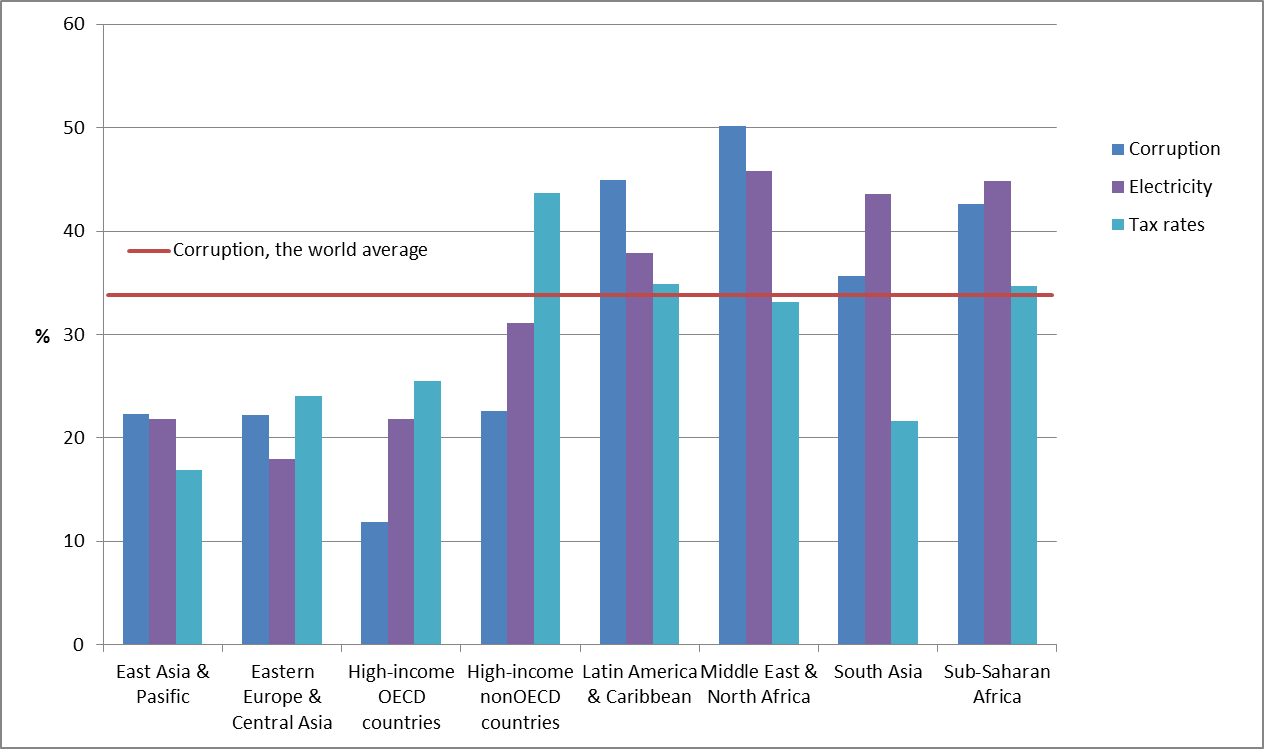 60
50
40
30
20
10
0
%
Corruption, the world average
Corruption
Electricity
Tax rates
East Asia &
Pasific
Eastern
Europe &
Central Asia
High-income
OECD
countries
High-income
nonOECD
countries
Latin America
& Caribbean
Middle East &
North Africa
South Asia
Sub-Saharan
Africa